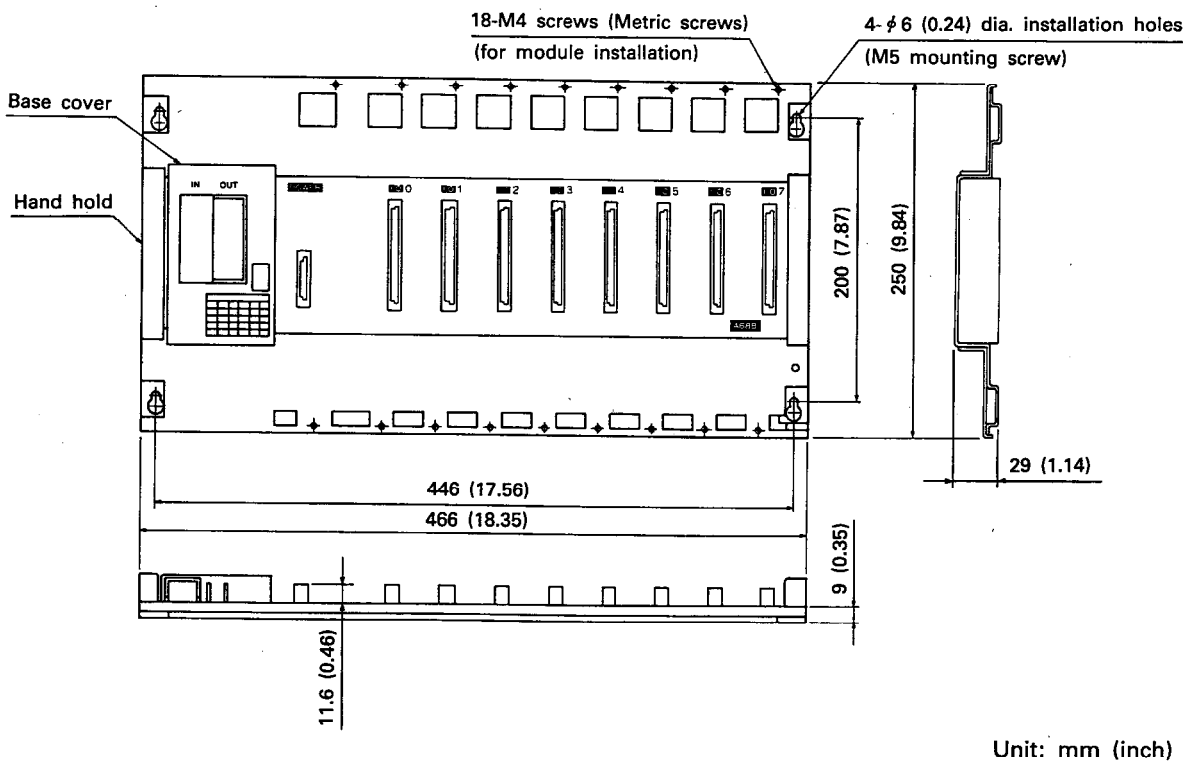 18-M4 screws (Metric screws)
(for module installation)
4-φ6 (0.24) dia. installation holes
(M5 mounting screw)
Base cover
Hand hold
IN OUT
0 1 2 3 4 5 6 7
A68B
200 (7.87)
250 (9.84)
29 (1.14)
446 (17.56)
466 (18.35)
9 (0.35)
11.6 (0.46)
Unit: mm (inch)